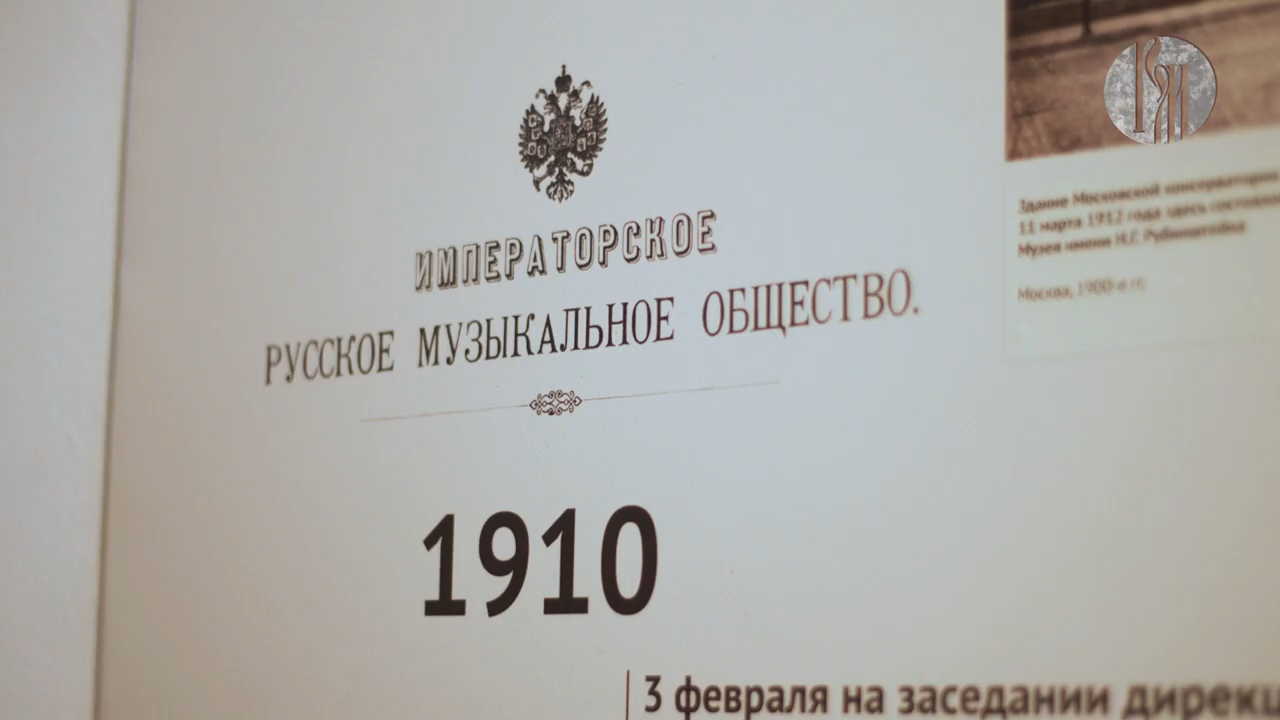 ИМПЕРАТОРСКОЕ
РУССКОЕ МУЗЫКАЛЬНОЕ ОБЩЕСТВО.
1910
3 февраля на заседании
Здание Московской консерватории
11 марта 1912 года здесь
Музея имени Н.Г. Рубинштейна
Москва, 1900-е гг.